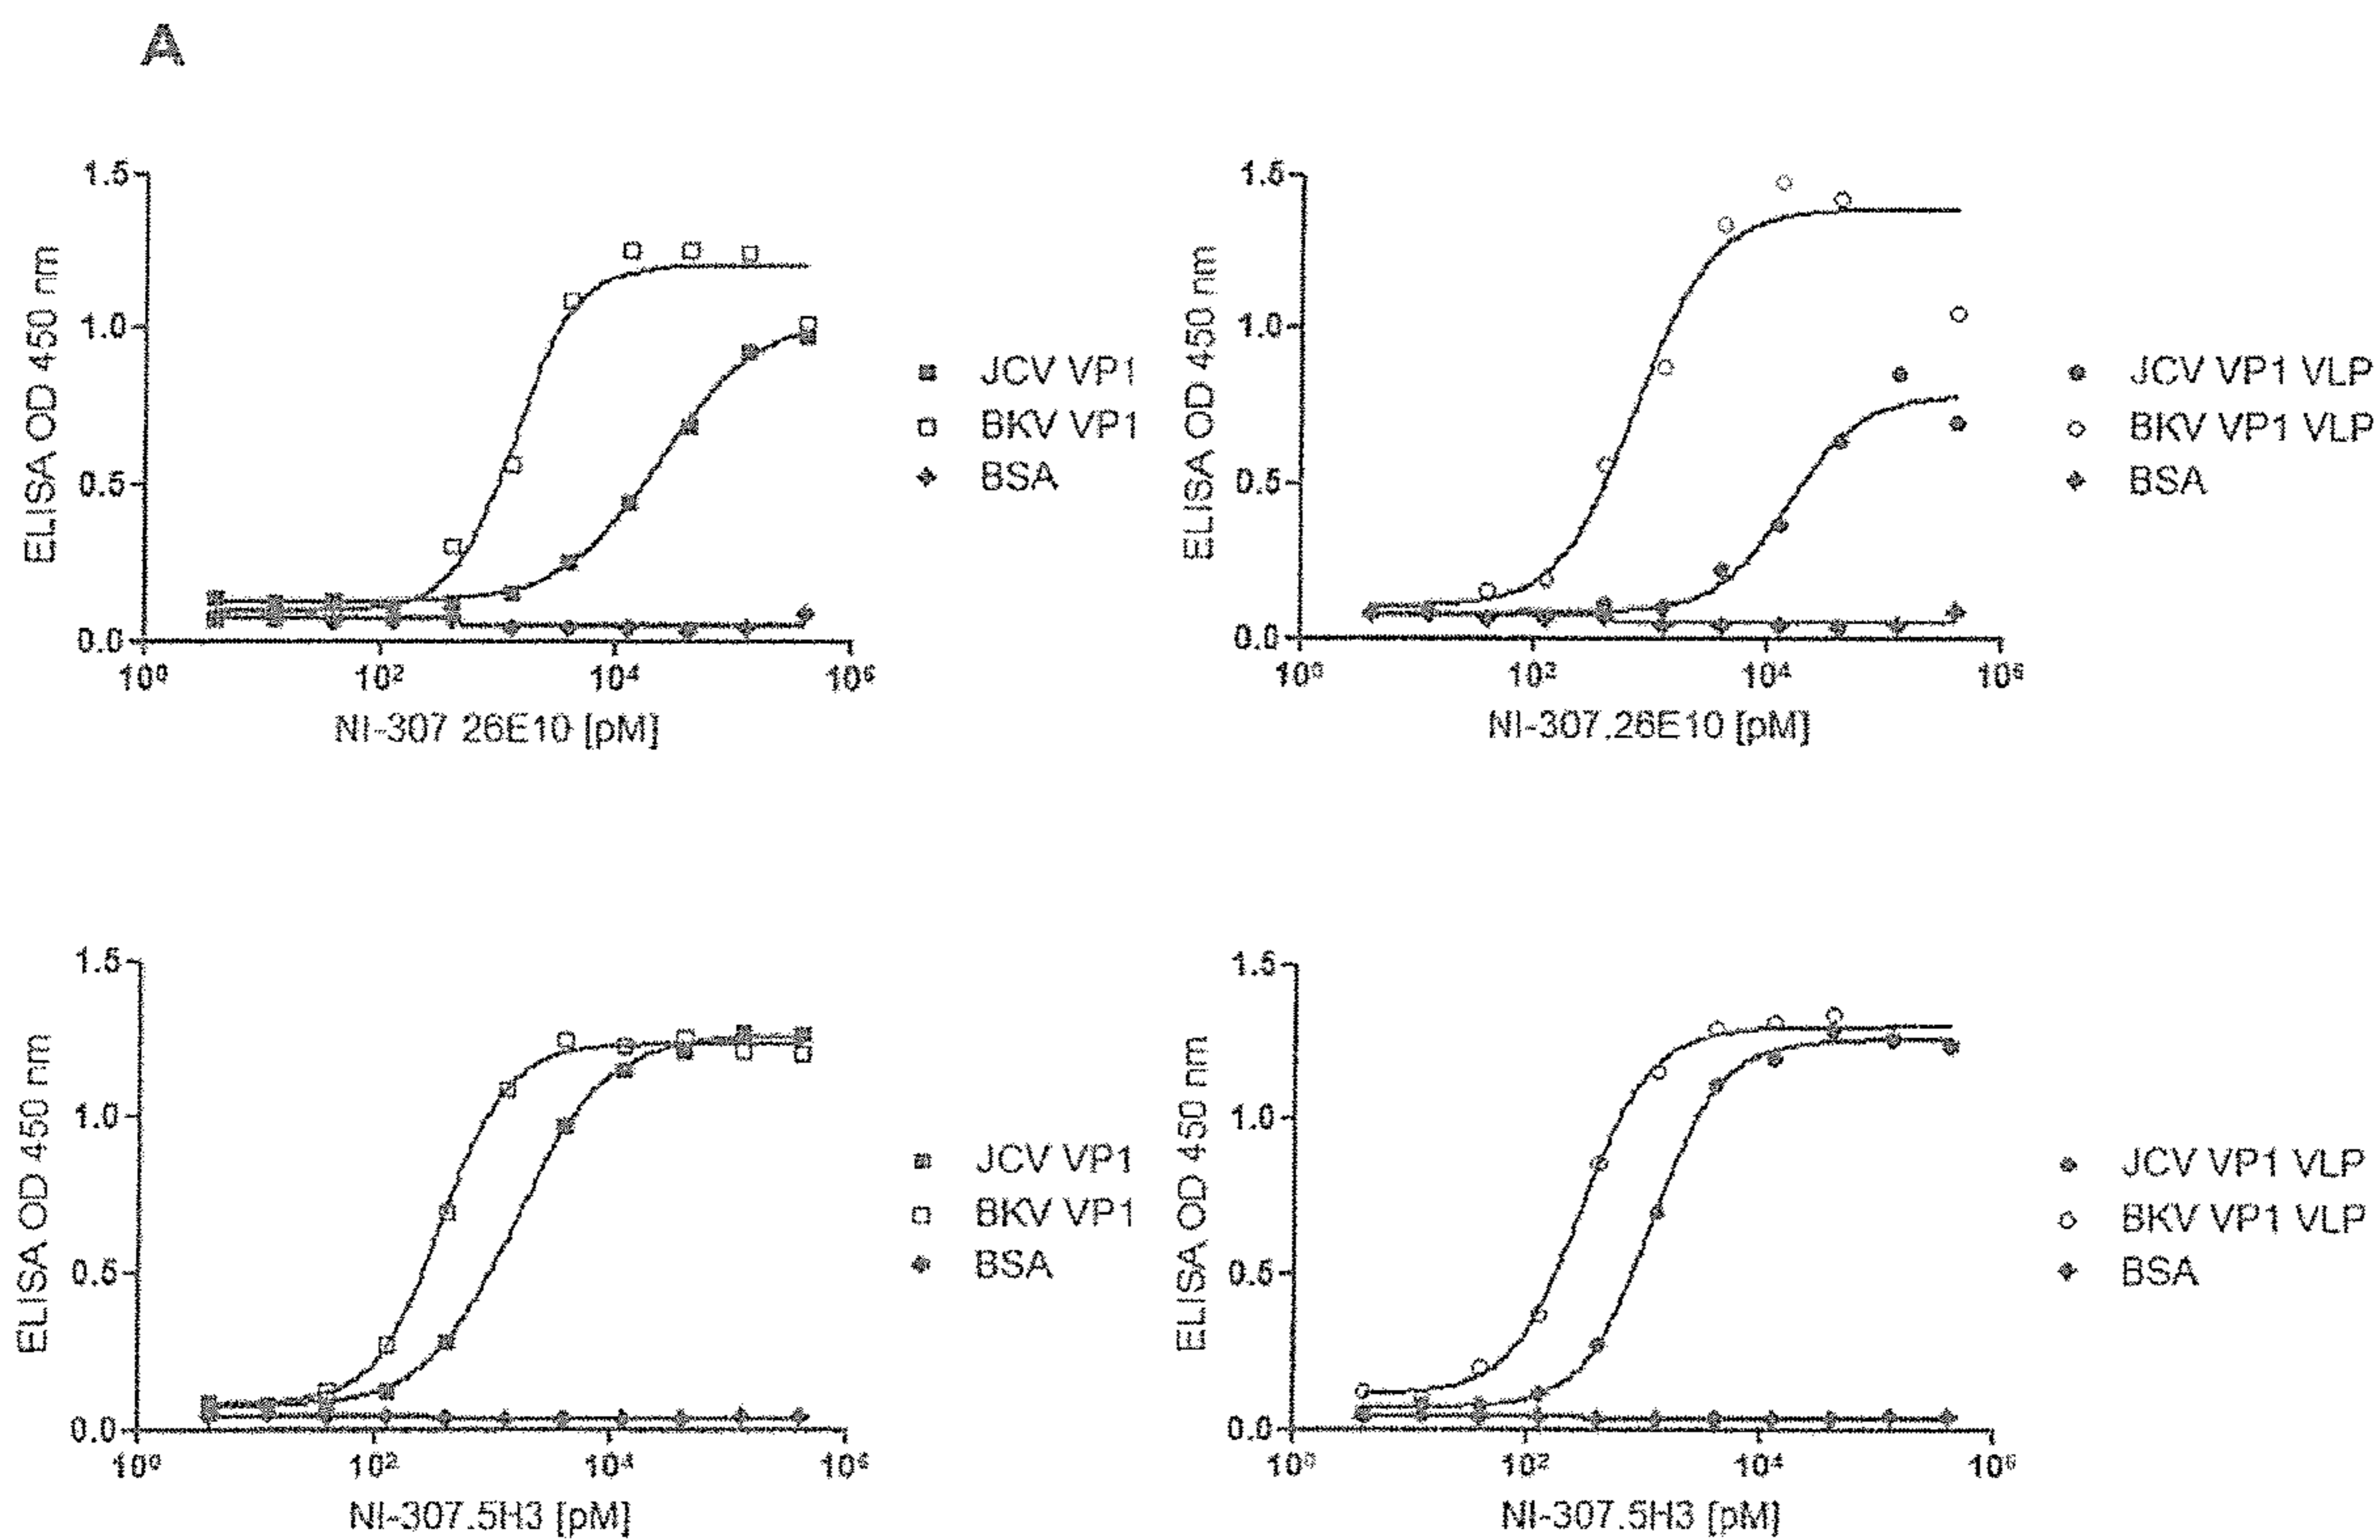 A
ELISA OD 450 nm
1.5
1.0
0.5
0.0
10⁰ 10² 10⁴ 10⁶
NI-307 26E10 [pM]
JCV VP1
BKV VP1
BSA
ELISA OD 450 nm
1.5
1.0
0.5
0.0
10⁰ 10² 10⁴ 10⁶
NI-307.26E10 [pM]
JCV VP1 VLP
BKV VP1 VLP
BSA
ELISA OD 450 nm
1.5
1.0
0.5
0.0
10⁰ 10² 10⁴ 10⁶
NI-307.5H3 [pM]
JCV VP1
BKV VP1
BSA
ELISA OD 450 nm
1.5
1.0
0.5
0.0
10⁰ 10² 10⁴ 10⁶
NI-307.5H3 [pM]
JCV VP1 VLP
BKV VP1 VLP
BSA